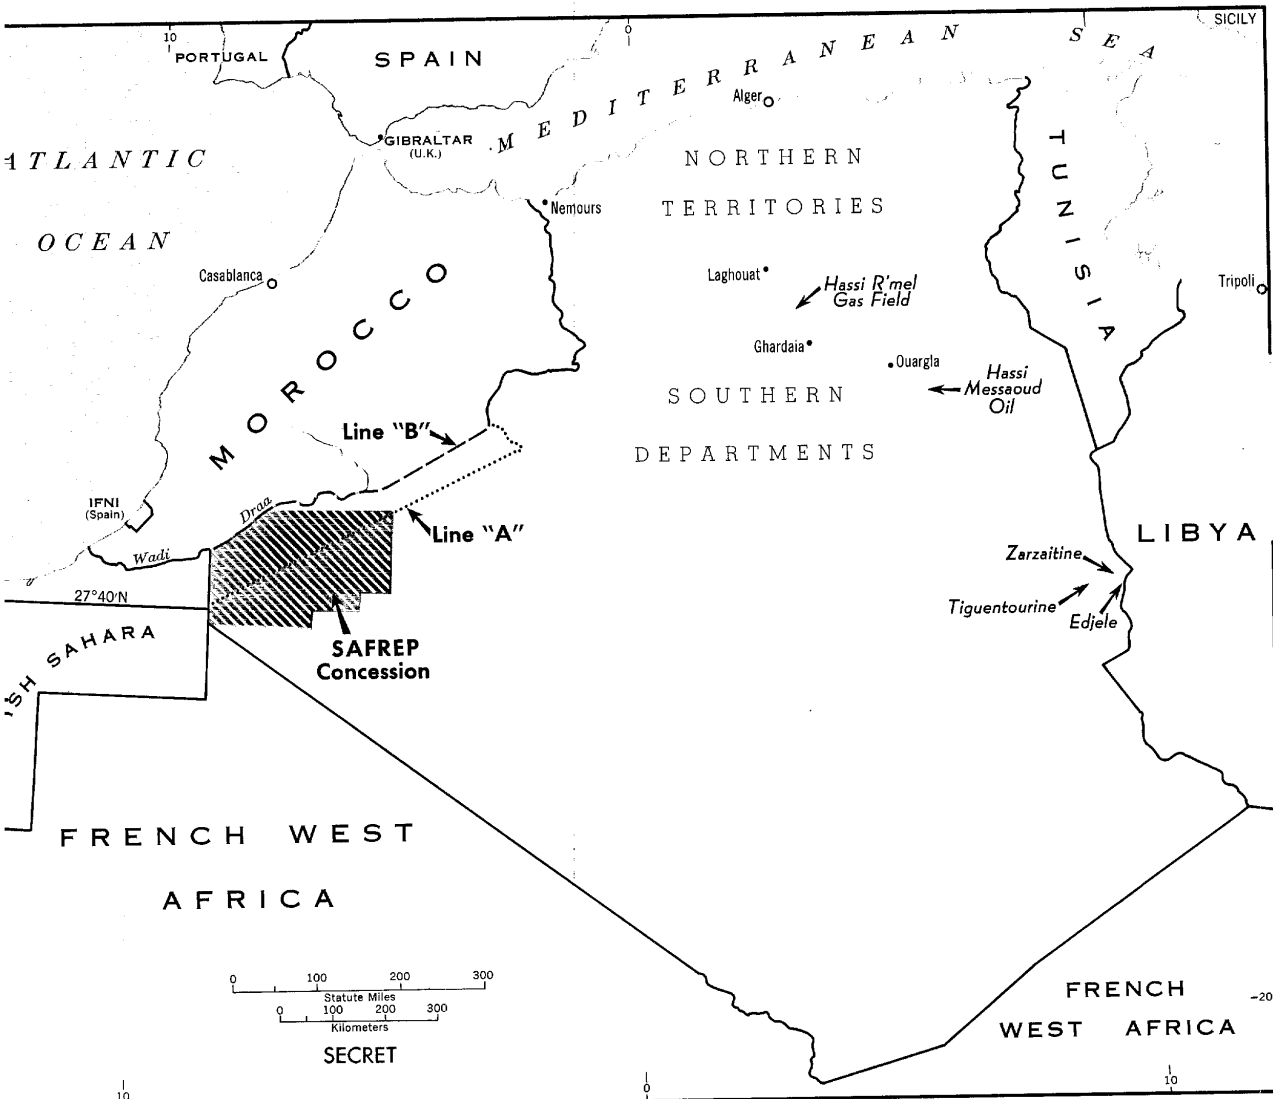 SICILY
10
0
PORTUGAL
SPAIN
MEDITERRANEAN SEA
Alger
GIBRALTAR
(U.K.)
ATLANTIC
OCEAN
NORTHERN
TERRITORIES
TUNISIA
Nemours
Casablanca
Laghouat
Hassi R'mel
Gas Field
Tripoli
MOROCCO
Ghardaia
Ouargla
Hassi
Messaoud
Oil
SOUTHERN
DEPARTMENTS
Line "B"
IFNI
(Spain)
Draa
Wadi
Line "A"
LIBYA
Zarzaitine
Tiguentourine
Edjele
27°40'N
ISH SAHARA
SAFREP
Concession
FRENCH WEST
AFRICA
0 100 200 300
Statute Miles
0 100 200 300
Kilometers
SECRET
FRENCH
WEST AFRICA
-20
10
0
10